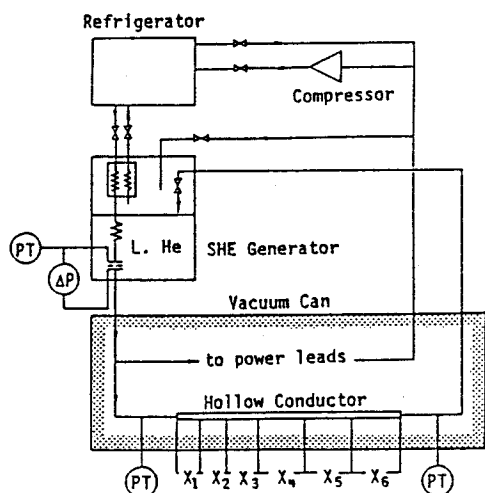 Refrigerator
Compressor
L. He
SHE Generator
PT
ΔP
Vacuum Can
to power leads
Hollow Conductor
PT
X₁ X₂ X₃ X₄ X₅ X₆
PT